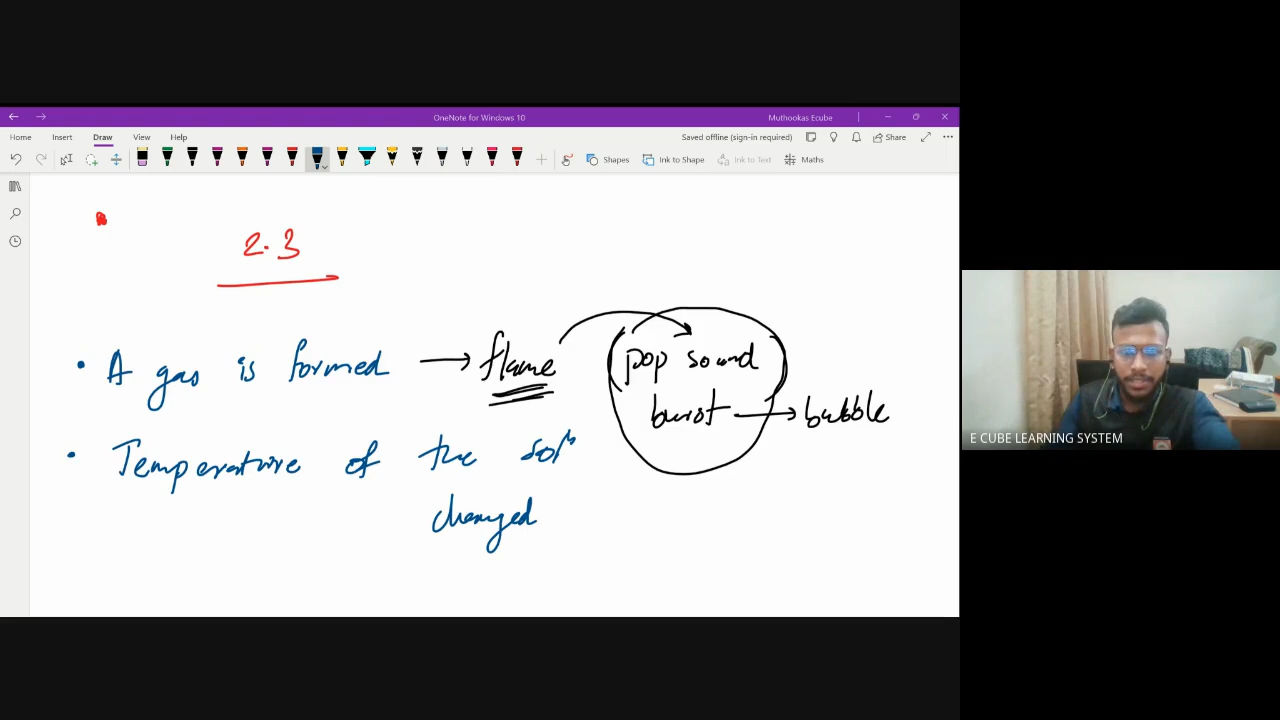 OneNote for Windows 10
Muthookas Ecube
Home Insert Draw View Help
Saved offline (sign-in required)
Share
Shapes
Ink to Shape
Ink to Text
Maths
2.3
• A gas is formed → flame
pop sound
burst → bubble
• Temperature of the solⁿ
changed
E CUBE LEARNING SYSTEM